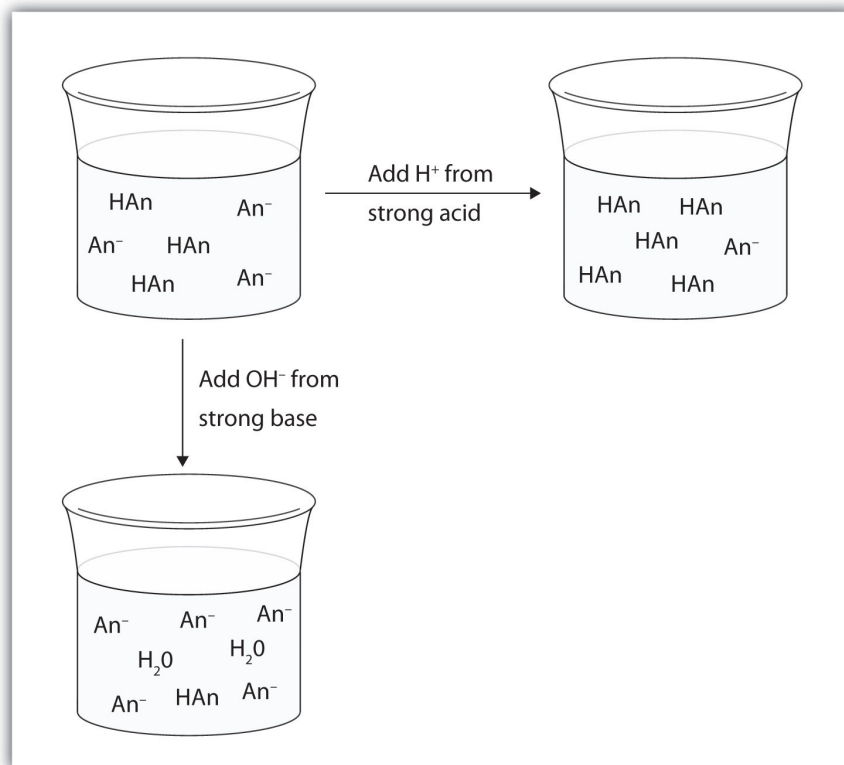 HAn An⁻
An⁻ HAn
HAn An⁻
Add H⁺ from
strong acid
HAn HAn
HAn An⁻
HAn HAn
Add OH⁻ from
strong base
An⁻ An⁻ An⁻
H₂0 H₂0
An⁻ HAn An⁻